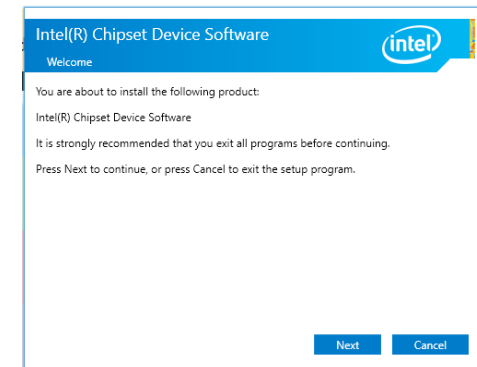 Intel(R) Chipset Device Software
intel
Welcome
You are about to install the following product:
Intel(R) Chipset Device Software
It is strongly recommended that you exit all programs before continuing.
Press Next to continue, or press Cancel to exit the setup program.
Next
Cancel